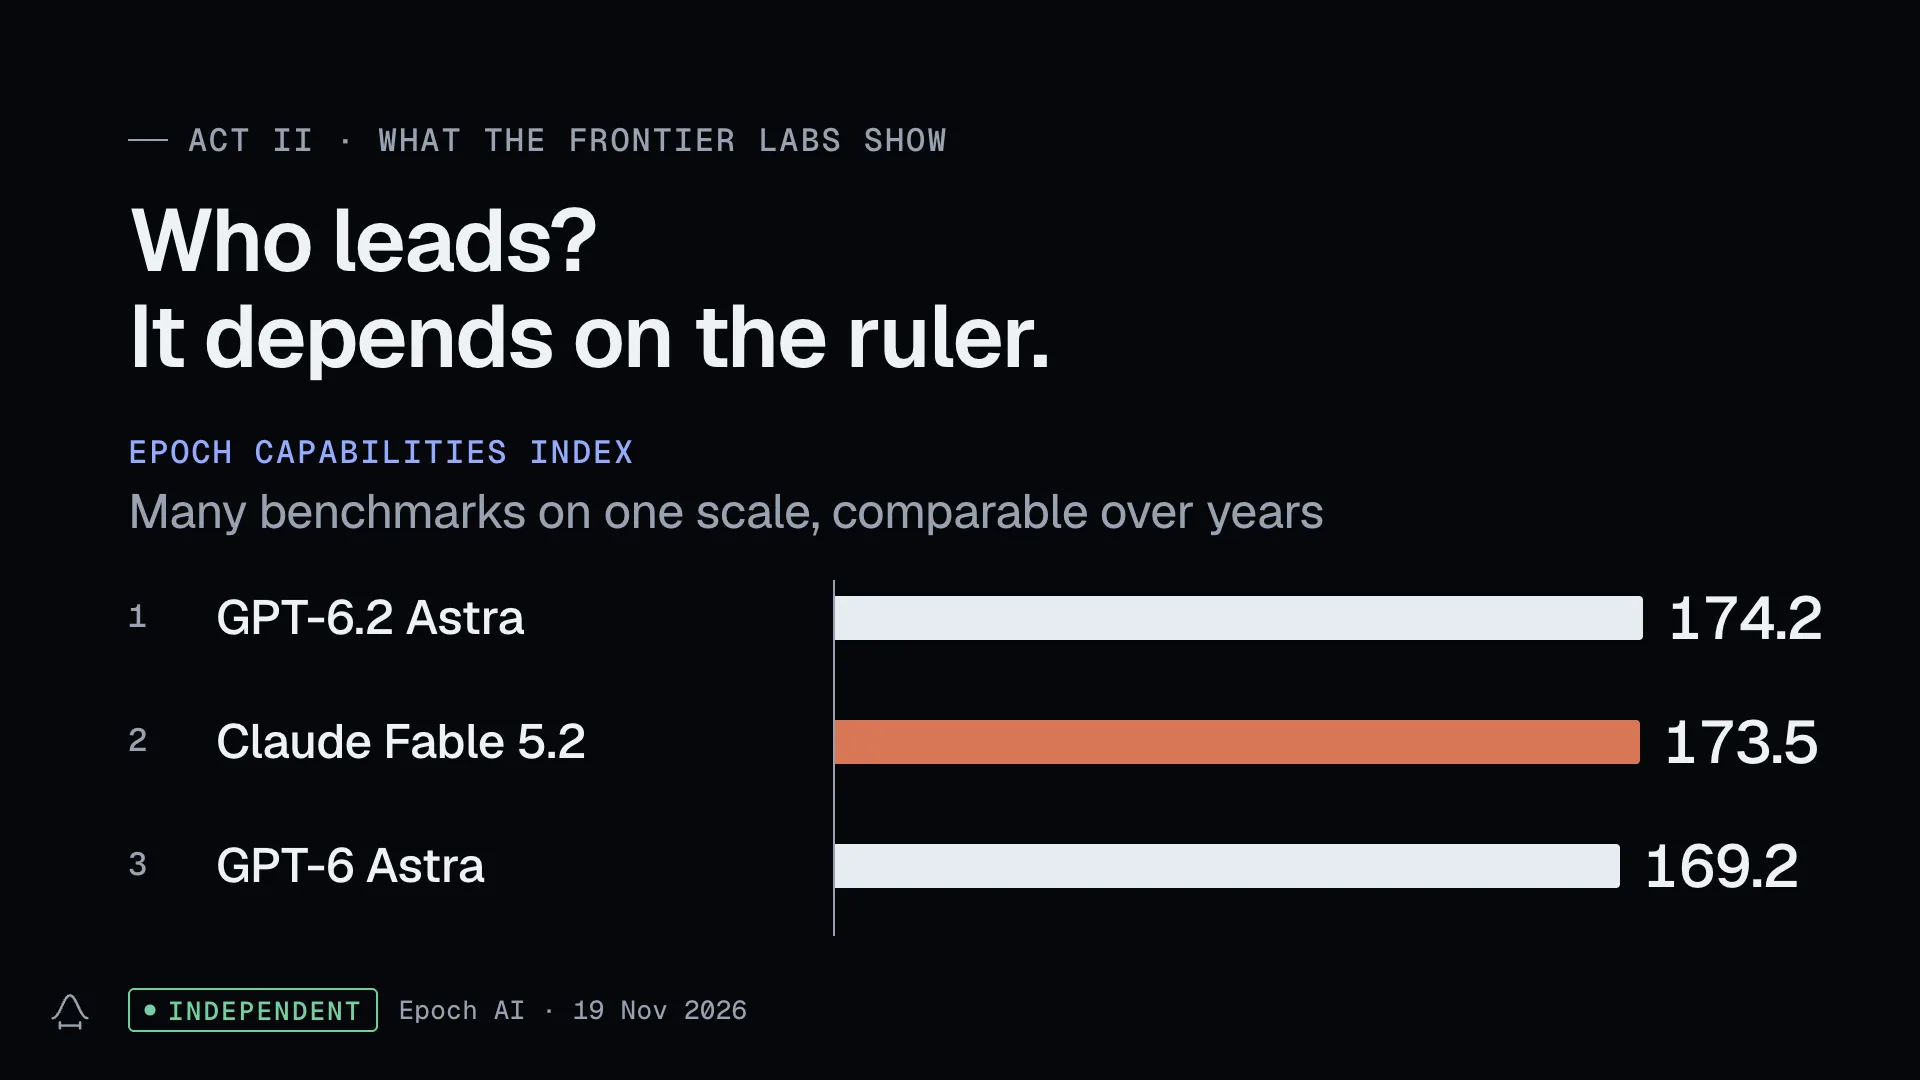 ACT II · WHAT THE FRONTIER LABS SHOW
Who leads?
It depends on the ruler.
EPOCH CAPABILITIES INDEX
Many benchmarks on one scale, comparable over years
1 GPT-6.2 Astra 174.2
2 Claude Fable 5.2 173.5
3 GPT-6 Astra 169.2
INDEPENDENT Epoch AI · 19 Nov 2026